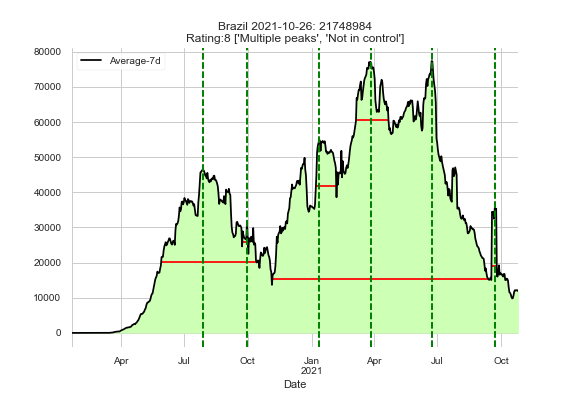 Brazil 2021-10-26: 21748984
Rating:8 ['Multiple peaks', 'Not in control']
Average-7d
80000
70000
60000
50000
40000
30000
20000
10000
0
Apr Jul Oct Jan Apr Jul Oct
2021
Date